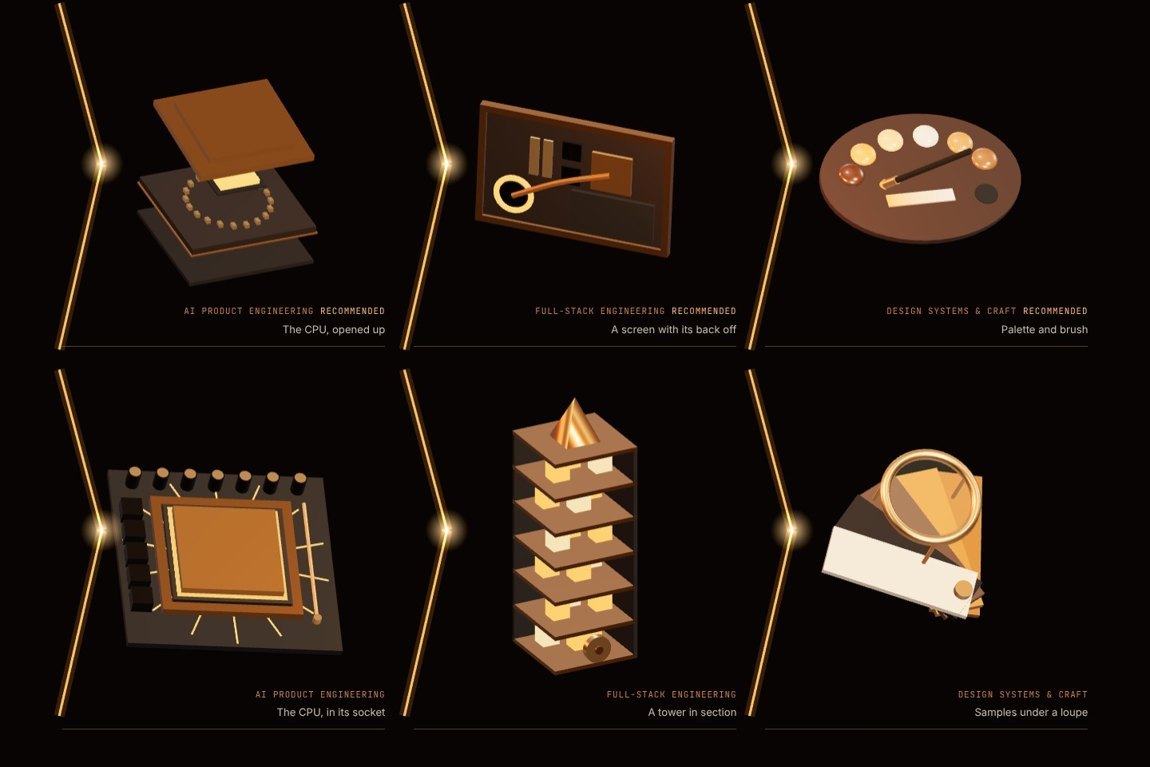 AI PRODUCT ENGINEERING RECOMMENDED
The CPU, opened up
FULL-STACK ENGINEERING RECOMMENDED
A screen with its back off
DESIGN SYSTEMS & CRAFT RECOMMENDED
Palette and brush
AI PRODUCT ENGINEERING
The CPU, in its socket
FULL-STACK ENGINEERING
A tower in section
DESIGN SYSTEMS & CRAFT
Samples under a loupe